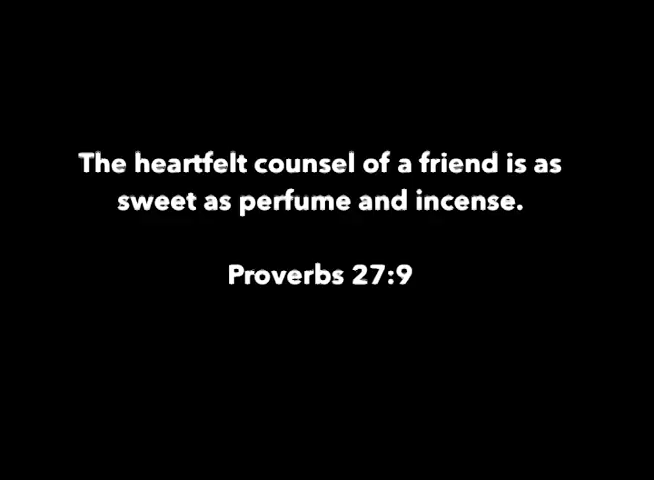 The heartfelt counsel of a friend is as
sweet as perfume and incense.
Proverbs 27:9